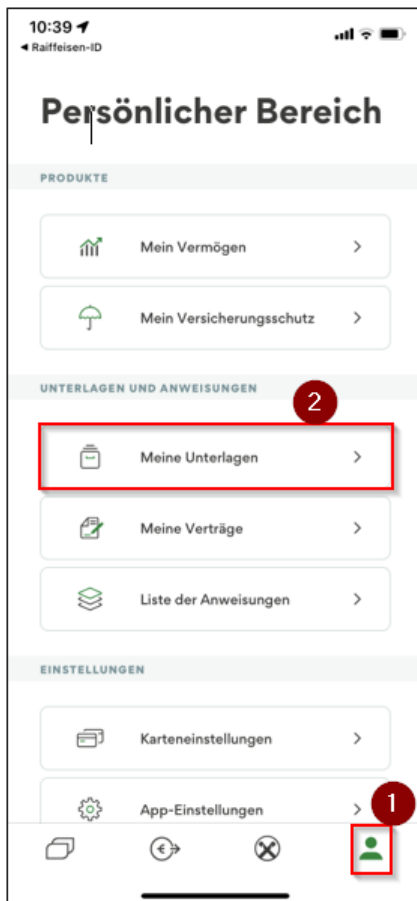 10:39
Raiffeisen-ID
Persönlicher Bereich
PRODUKTE
Mein Vermögen
Mein Versicherungsschutz
UNTERLAGEN UND ANWEISUNGEN
2
Meine Unterlagen
Meine Verträge
Liste der Anweisungen
EINSTELLUNGEN
Karteneinstellungen
App-Einstellungen
1
€